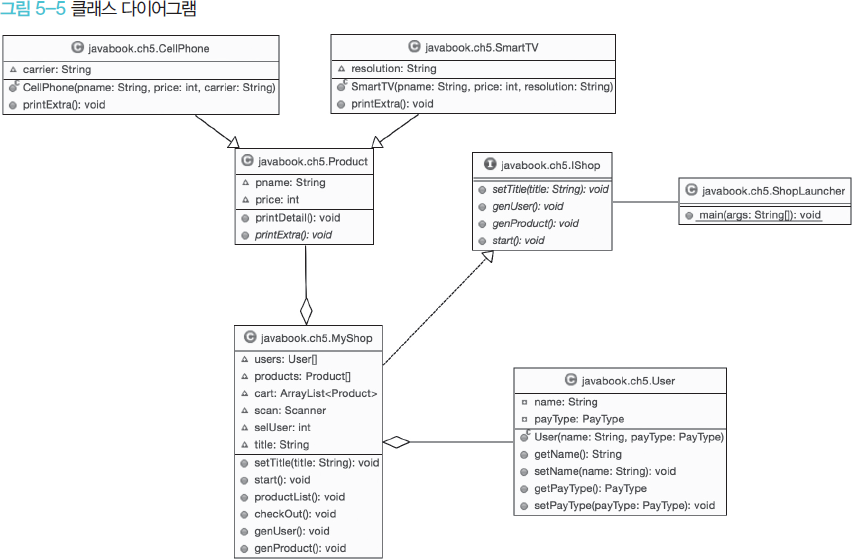 그림 5-5 클래스 다이어그램
C javabook.ch5.CellPhone
carrier: String
C CellPhone(pname: String, price: int, carrier: String)
printExtra(): void
C javabook.ch5.SmartTV
resolution: String
C SmartTV(pname: String, price: int, resolution: String)
printExtra(): void
C javabook.ch5.Product
pname: String
price: int
printDetail(): void
printExtra(): void
I javabook.ch5.IShop
setTitle(title: String): void
genUser(): void
genProduct(): void
start(): void
C javabook.ch5.ShopLauncher
main(args: String[]): void
C javabook.ch5.MyShop
users: User[]
products: Product[]
cart: ArrayList<Product>
scan: Scanner
selUser: int
title: String
setTitle(title: String): void
start(): void
productList(): void
checkOut(): void
genUser(): void
genProduct(): void
C javabook.ch5.User
name: String
payType: PayType
C User(name: String, payType: PayType)
getName(): String
setName(name: String): void
getPayType(): PayType
setPayType(payType: PayType): void